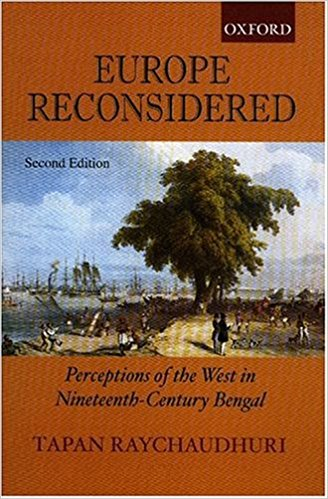 OXFORD
EUROPE
RECONSIDERED
Second Edition
Perceptions of the West in
Nineteenth-Century Bengal
TAPAN RAYCHAUDHURI